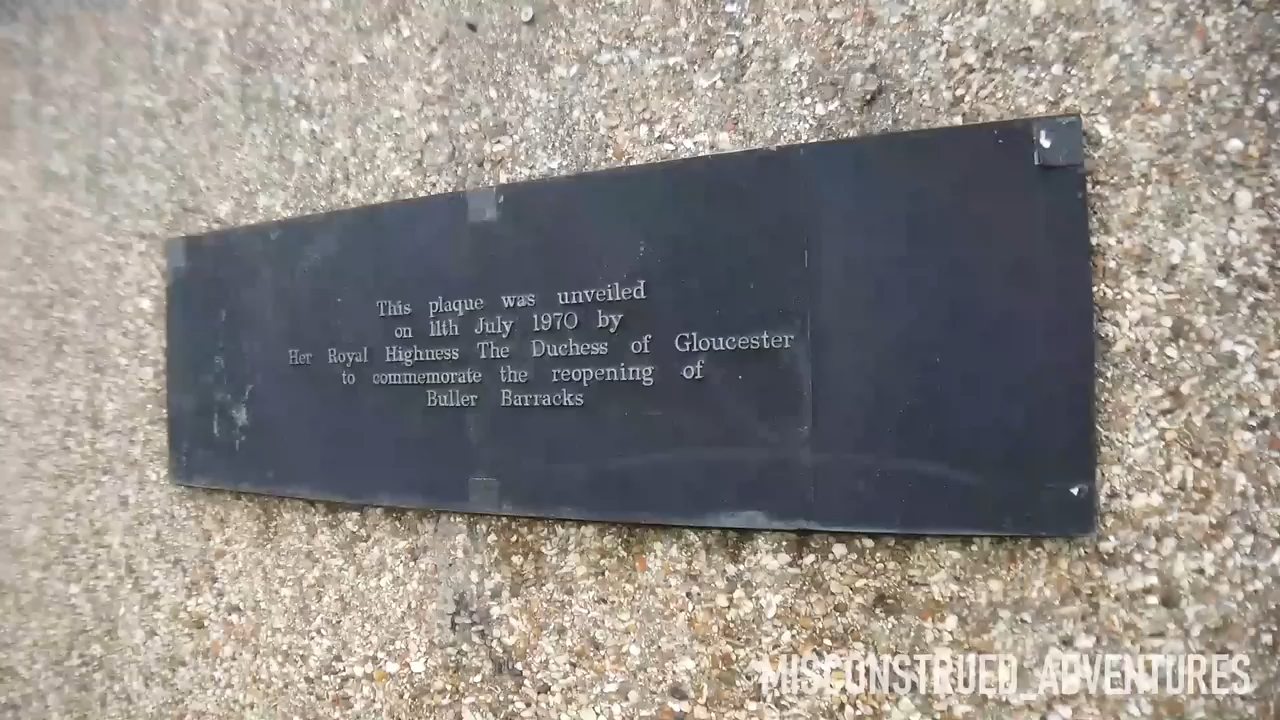 This plaque was unveiled
on 11th July 1970 by
Her Royal Highness The Duchess of Gloucester
to commemorate the reopening of
Buller Barracks
MISCONSTRUED_ADVENTURES